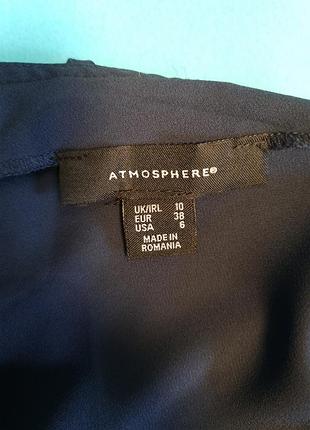 ATMOSPHERE®
UK/IRL 10
EUR 38
USA 6
MADE IN
ROMANIA